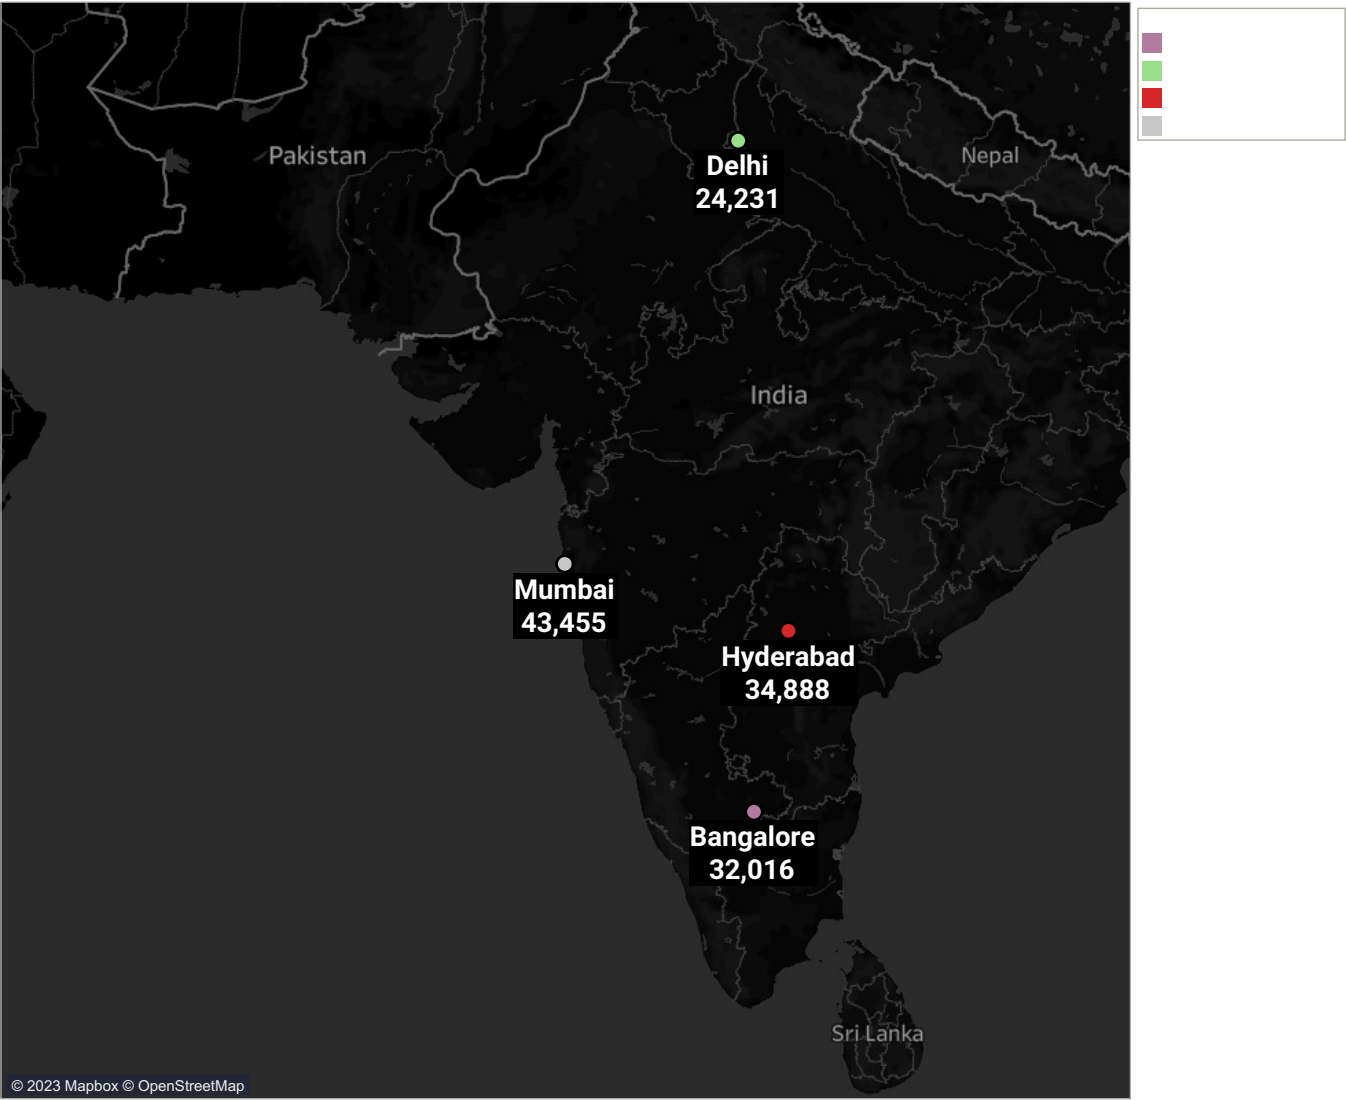 Pakistan
Nepal
Delhi
24,231
India
Mumbai
43,455
Hyderabad
34,888
Bangalore
32,016
Sri Lanka
© 2023 Mapbox © OpenStreetMap